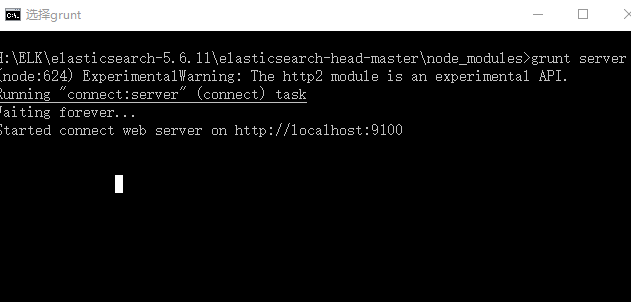 选择grunt
H:\ELK\elasticsearch-5.6.11\elasticsearch-head-master\node_modules>grunt server
(node:624) ExperimentalWarning: The http2 module is an experimental API.
Running "connect:server" (connect) task
Waiting forever...
Started connect web server on http://localhost:9100